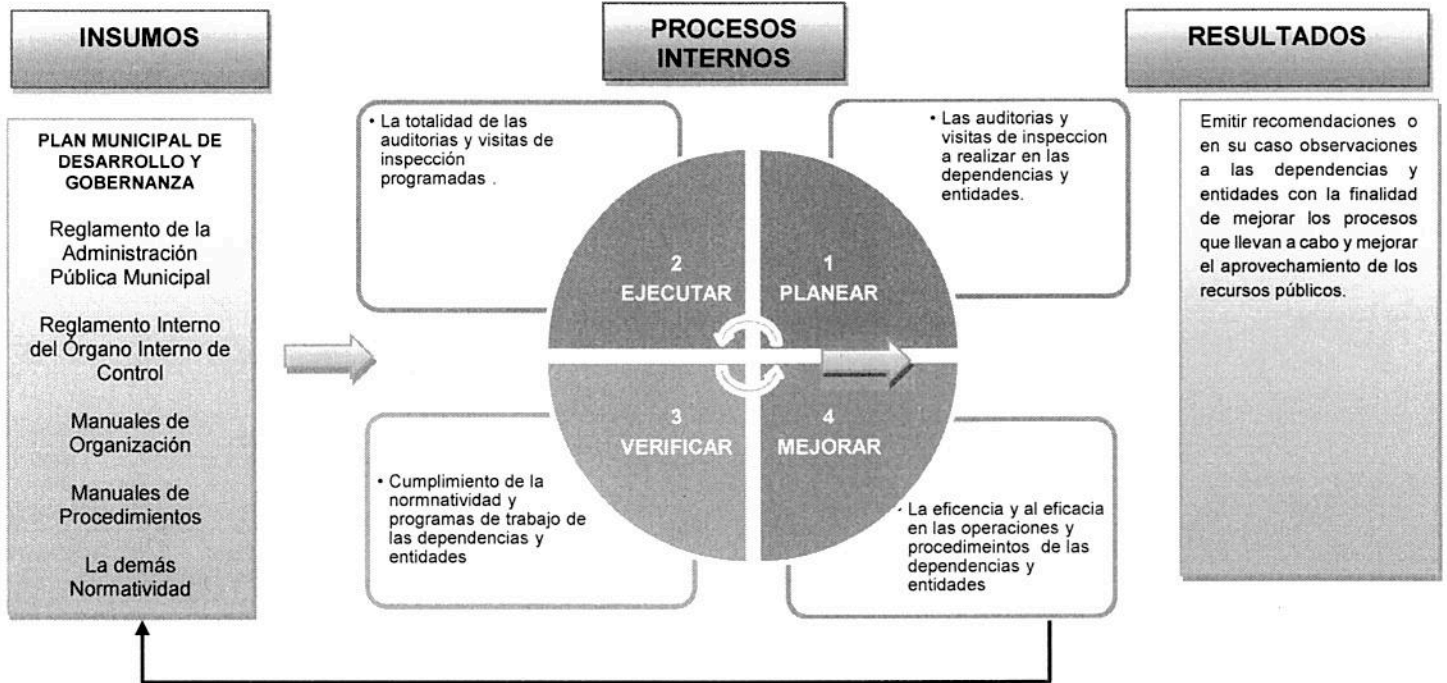 INSUMOS
PROCESOS
INTERNOS
RESULTADOS
PLAN MUNICIPAL DE
DESARROLLO Y
GOBERNANZA
Reglamento de la
Administración
Pública Municipal
Reglamento Interno
del Órgano Interno de
Control
Manuales de
Organización
Manuales de
Procedimientos
La demás
Normatividad
• La totalidad de las
auditorias y visitas de
inspección
programadas .
• Las auditorias y
visitas de inspeccion
a realizar en las
dependencias y
entidades.
2
EJECUTAR
1
PLANEAR
3
VERIFICAR
4
MEJORAR
• Cumplimiento de la
normnatividad y
programas de trabajo de
las dependencias y
entidades
• La eficencia y al eficacia
en las operaciones y
procedimeintos de las
dependencias y
entidades
Emitir recomendaciones o
en su caso observaciones
a las dependencias y
entidades con la finalidad
de mejorar los procesos
que llevan a cabo y mejorar
el aprovechamiento de los
recursos públicos.